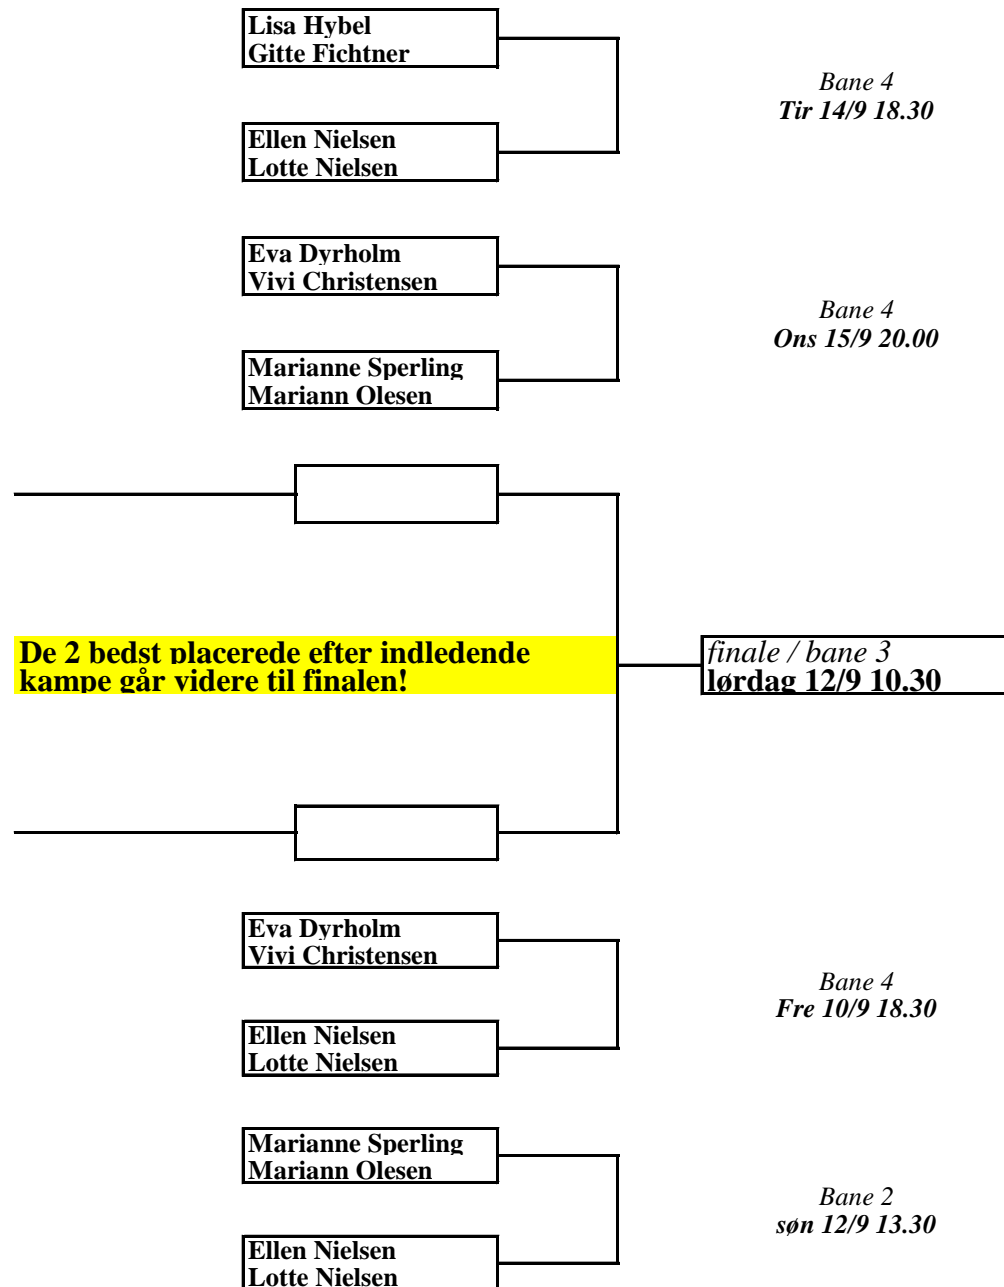 Lisa Hybel
Gitte Fichtner
Bane 4
Tir 14/9 18.30
Ellen Nielsen
Lotte Nielsen
Eva Dyrholm
Vivi Christensen
Bane 4
Ons 15/9 20.00
Marianne Sperling
Mariann Olesen
De 2 bedst placerede efter indledende
kampe går videre til finalen!
finale / bane 3
lørdag 12/9 10.30
Eva Dyrholm
Vivi Christensen
Bane 4
Fre 10/9 18.30
Ellen Nielsen
Lotte Nielsen
Marianne Sperling
Mariann Olesen
Bane 2
søn 12/9 13.30
Ellen Nielsen
Lotte Nielsen